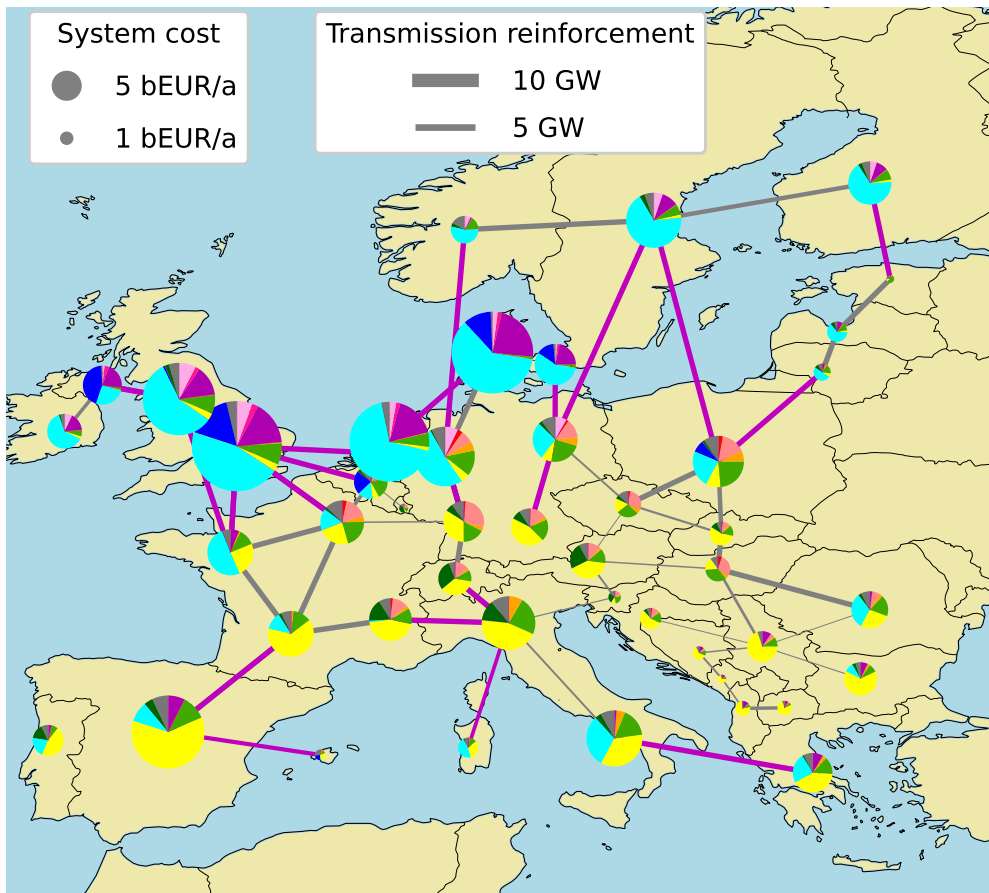 System cost
5 bEUR/a
1 bEUR/a
Transmission reinforcement
10 GW
5 GW